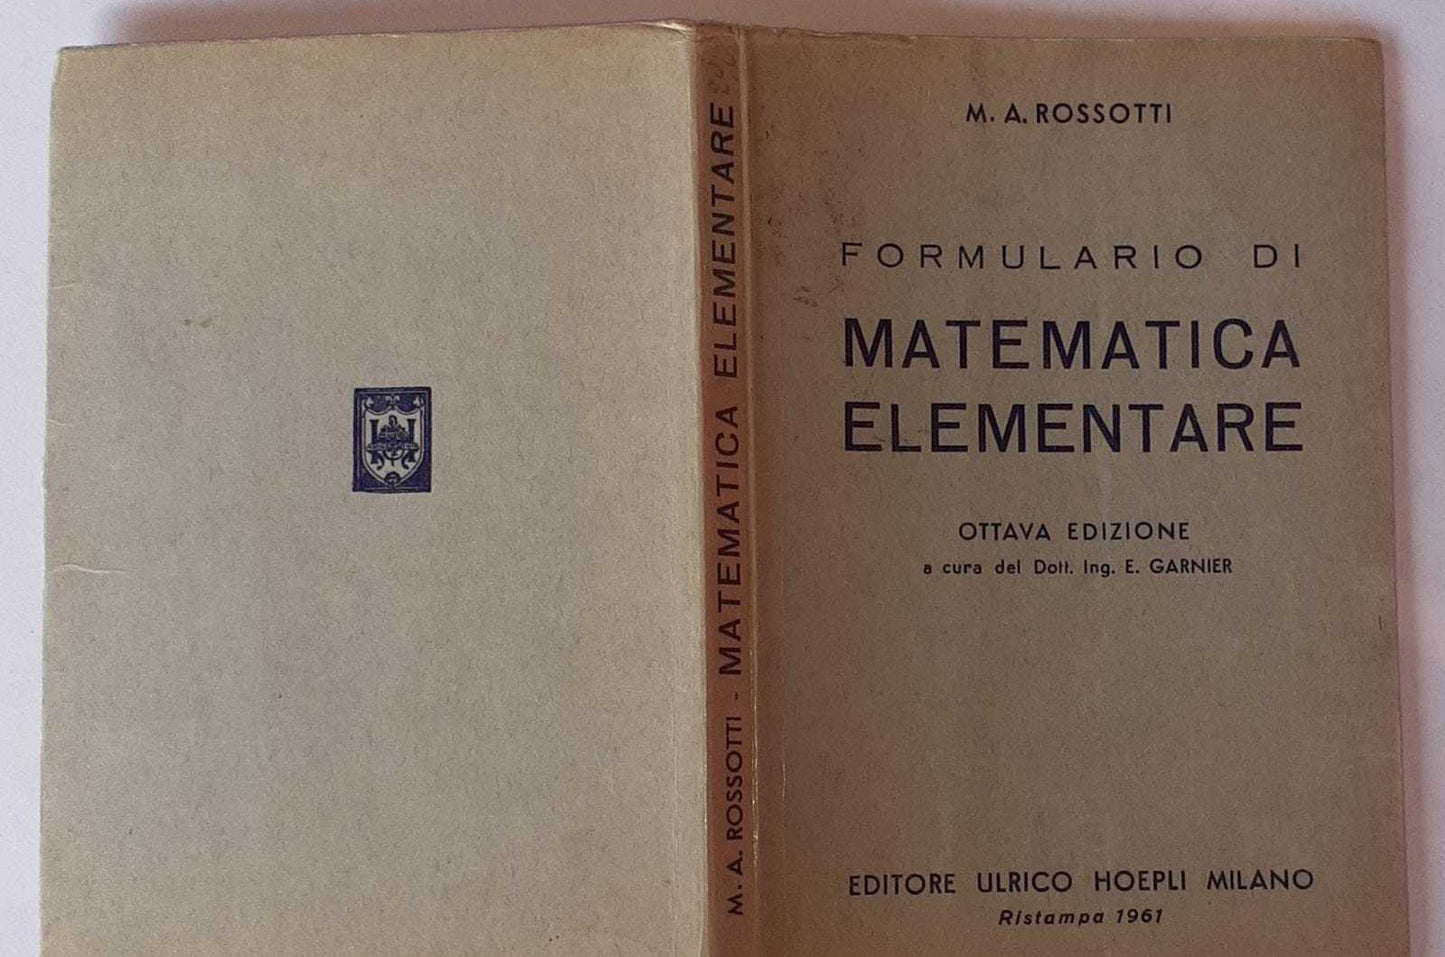 M. A. ROSSOTTI - MATEMATICA ELEMENTARE
M. A. ROSSOTTI
FORMULARIO DI
MATEMATICA
ELEMENTARE
OTTAVA EDIZIONE
a cura del Dott. Ing. E. GARNIER
EDITORE ULRICO HOEPLI MILANO
Ristampa 1961